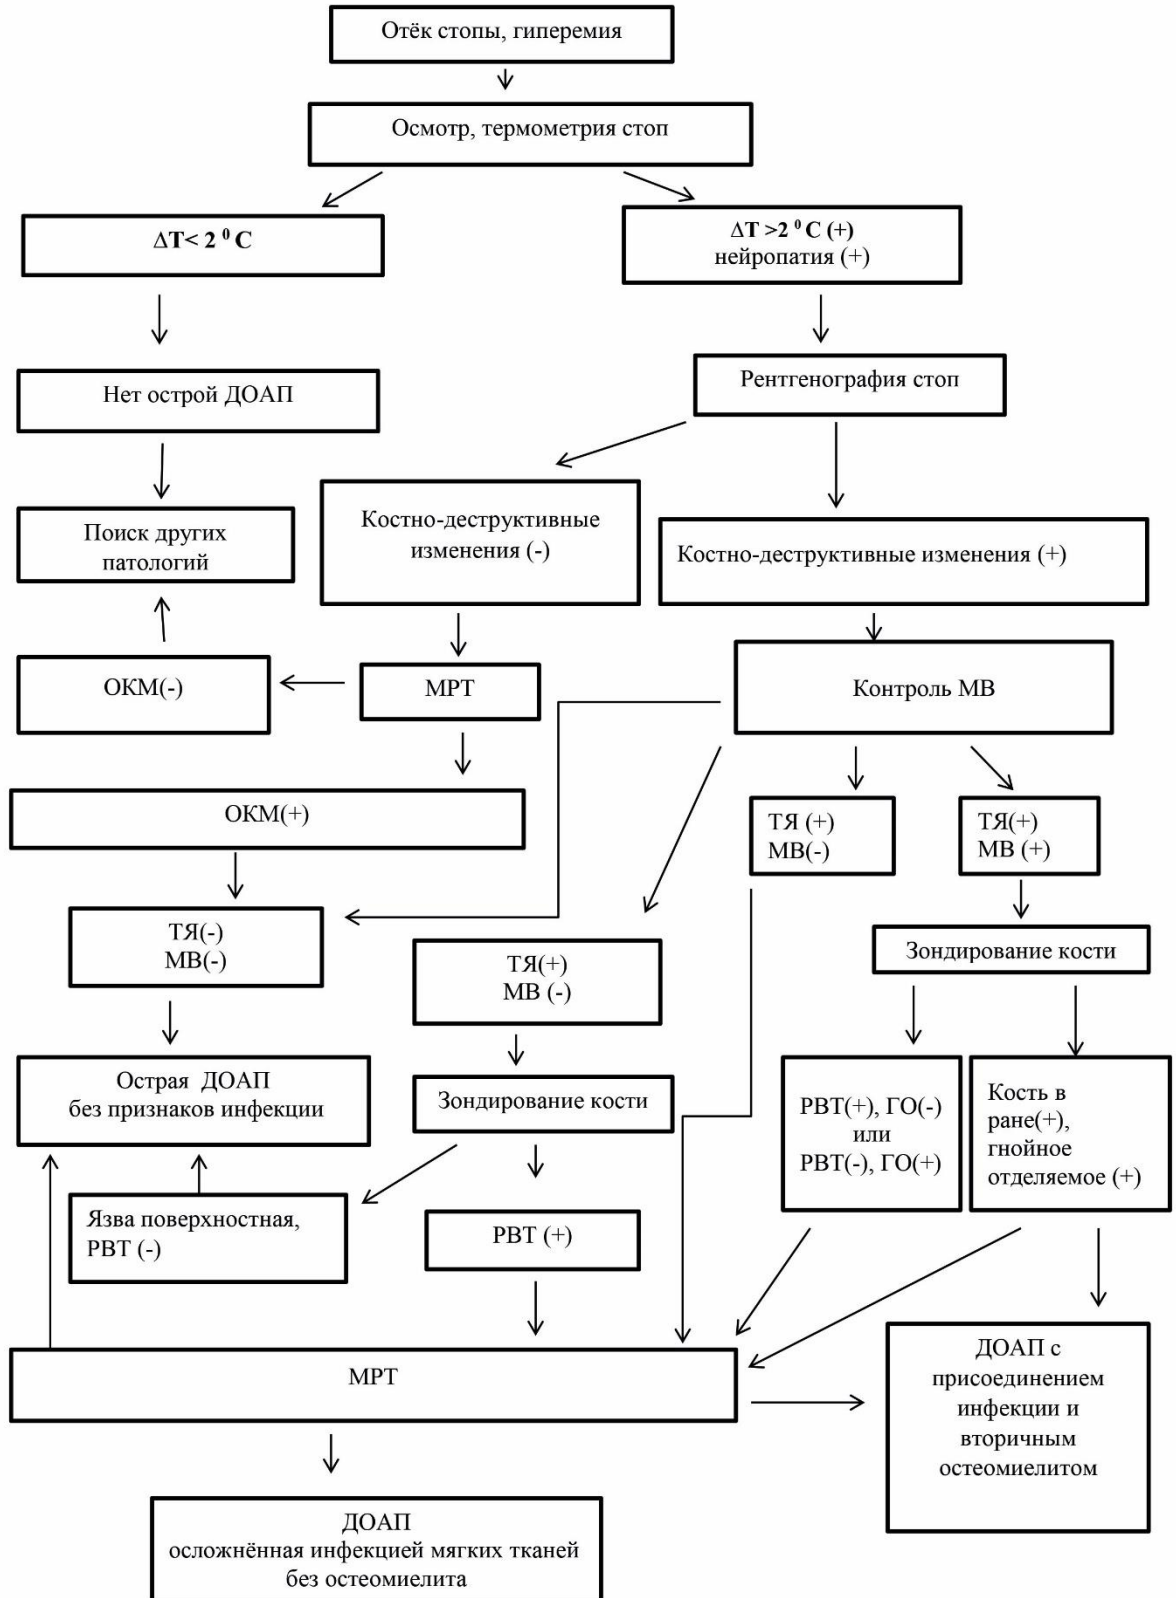 Отёк стопы, гиперемия
Осмотр, термометрия стоп
ΔT< 2 ⁰ C
ΔT >2 ⁰ C (+)
нейропатия (+)
Нет острой ДОАП
Рентгенография стоп
Поиск других
патологий
Костно-деструктивные
изменения (-)
Костно-деструктивные изменения (+)
ОКМ(-)
МРТ
Контроль МВ
ОКМ(+)
ТЯ (+)
МВ(-)
ТЯ(+)
МВ (+)
ТЯ(-)
МВ(-)
ТЯ(+)
МВ (-)
Зондирование кости
Острая ДОАП
без признаков инфекции
Зондирование кости
РВТ(+), ГО(-)
или
РВТ(-), ГО(+)
Кость в
ране(+),
гнойное
отделяемое (+)
Язва поверхностная,
РВТ (-)
РВТ (+)
МРТ
ДОАП с
присоединением
инфекции и
вторичным
остеомиелитом
ДОАП
осложнённая инфекцией мягких тканей
без остеомиелита